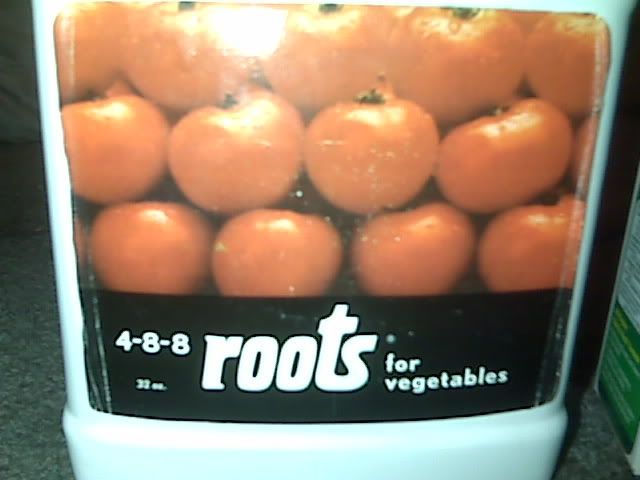 4-8-8 roots for
vegetables
32 oz.